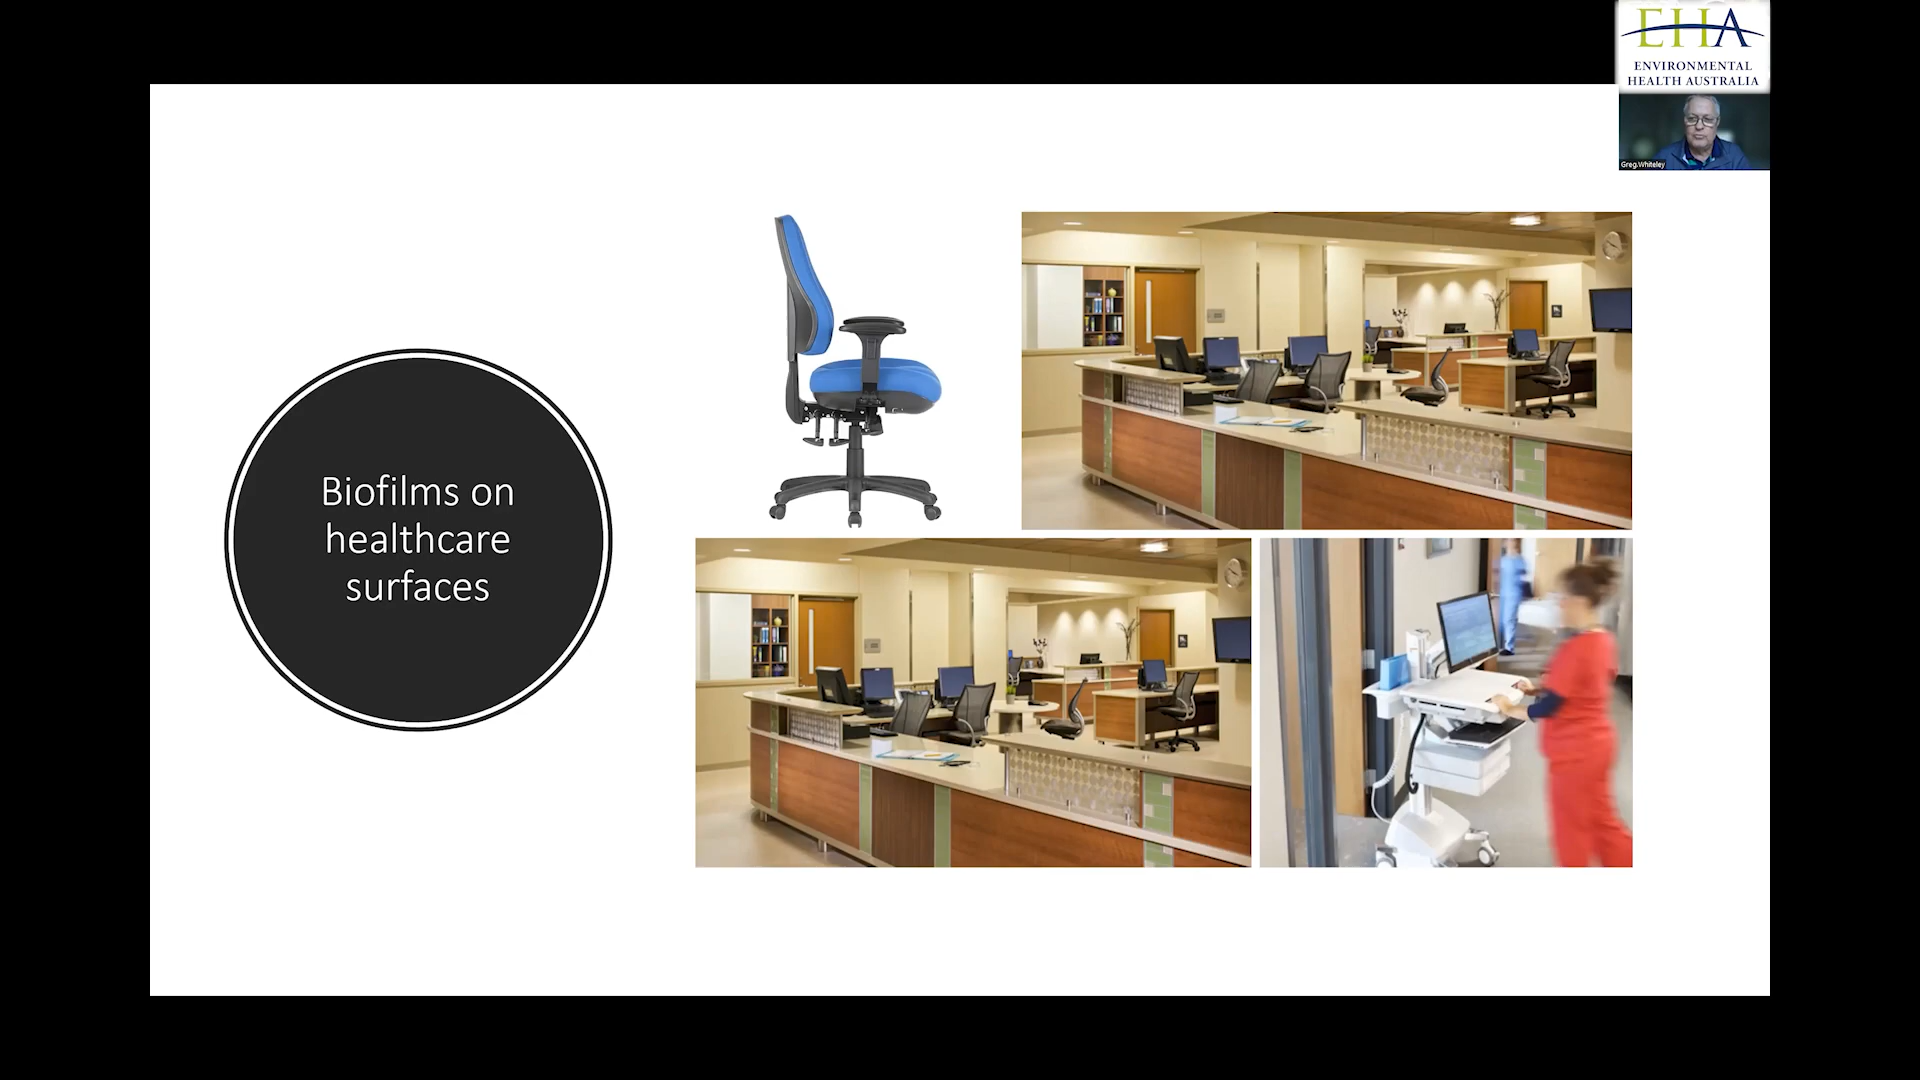 EHA
ENVIRONMENTAL
HEALTH AUSTRALIA
Greg.Whiteley
Biofilms on
healthcare
surfaces